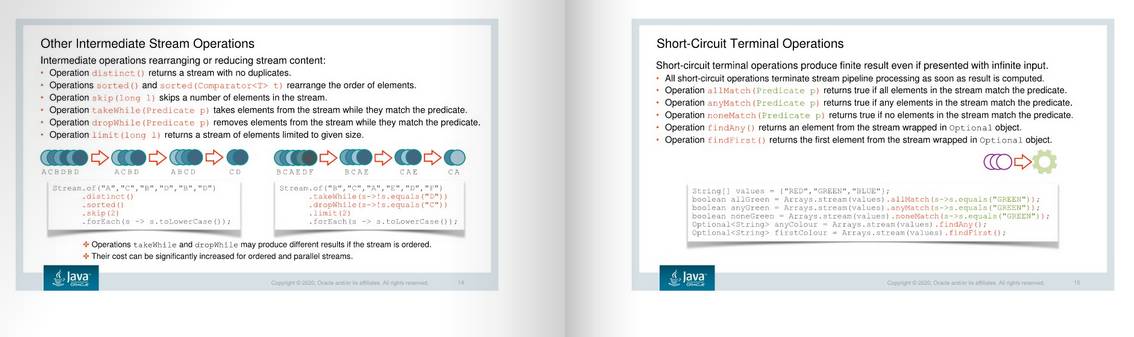 Other Intermediate Stream Operations
Intermediate operations rearranging or reducing stream content:
• Operation distinct() returns a stream with no duplicates.
• Operations sorted() and sorted(Comparator<T> t) rearrange the order of elements.
• Operation skip(long l) skips a number of elements in the stream.
• Operation takeWhile(Predicate p) takes elements from the stream while they match the predicate.
• Operation dropWhile(Predicate p) removes elements from the stream while they match the predicate.
• Operation limit(long l) returns a stream of elements limited to given size.
ACBDBD ACBD ABCD CD BCAEDF BCAE CAE CA
Stream.of("A","C","B","D","B","D")
.distinct()
.sorted()
.skip(2)
.forEach(s -> s.toLowerCase());
Stream.of("B","C","A","E","D","F")
.takeWhile(s->!s.equals("D"))
.dropWhile(s->!s.equals("C"))
.limit(2)
.forEach(s -> s.toLowerCase());
✤ Operations takeWhile and dropWhile may produce different results if the stream is ordered.
✤ Their cost can be significantly increased for ordered and parallel streams.
Java
ORACLE
Copyright © 2020, Oracle and/or its affiliates. All rights reserved.
14
Short-Circuit Terminal Operations
Short-circuit terminal operations produce finite result even if presented with infinite input.
• All short-circuit operations terminate stream pipeline processing as soon as result is computed.
• Operation allMatch(Predicate p) returns true if all elements in the stream match the predicate.
• Operation anyMatch(Predicate p) returns true if any elements in the stream match the predicate.
• Operation noneMatch(Predicate p) returns true if no elements in the stream match the predicate.
• Operation findAny() returns an element from the stream wrapped in Optional object.
• Operation findFirst() returns the first element from the stream wrapped in Optional object.
String[] values = {"RED","GREEN","BLUE"};
boolean allGreen = Arrays.stream(values).allMatch(s->s.equals("GREEN"));
boolean anyGreen = Arrays.stream(values).anyMatch(s->s.equals("GREEN"));
boolean noneGreen = Arrays.stream(values).noneMatch(s->s.equals("GREEN"));
Optional<String> anyColour = Arrays.stream(values).findAny();
Optional<String> firstColour = Arrays.stream(values).findFirst();
Java
ORACLE
Copyright © 2020, Oracle and/or its affiliates. All rights reserved.
15